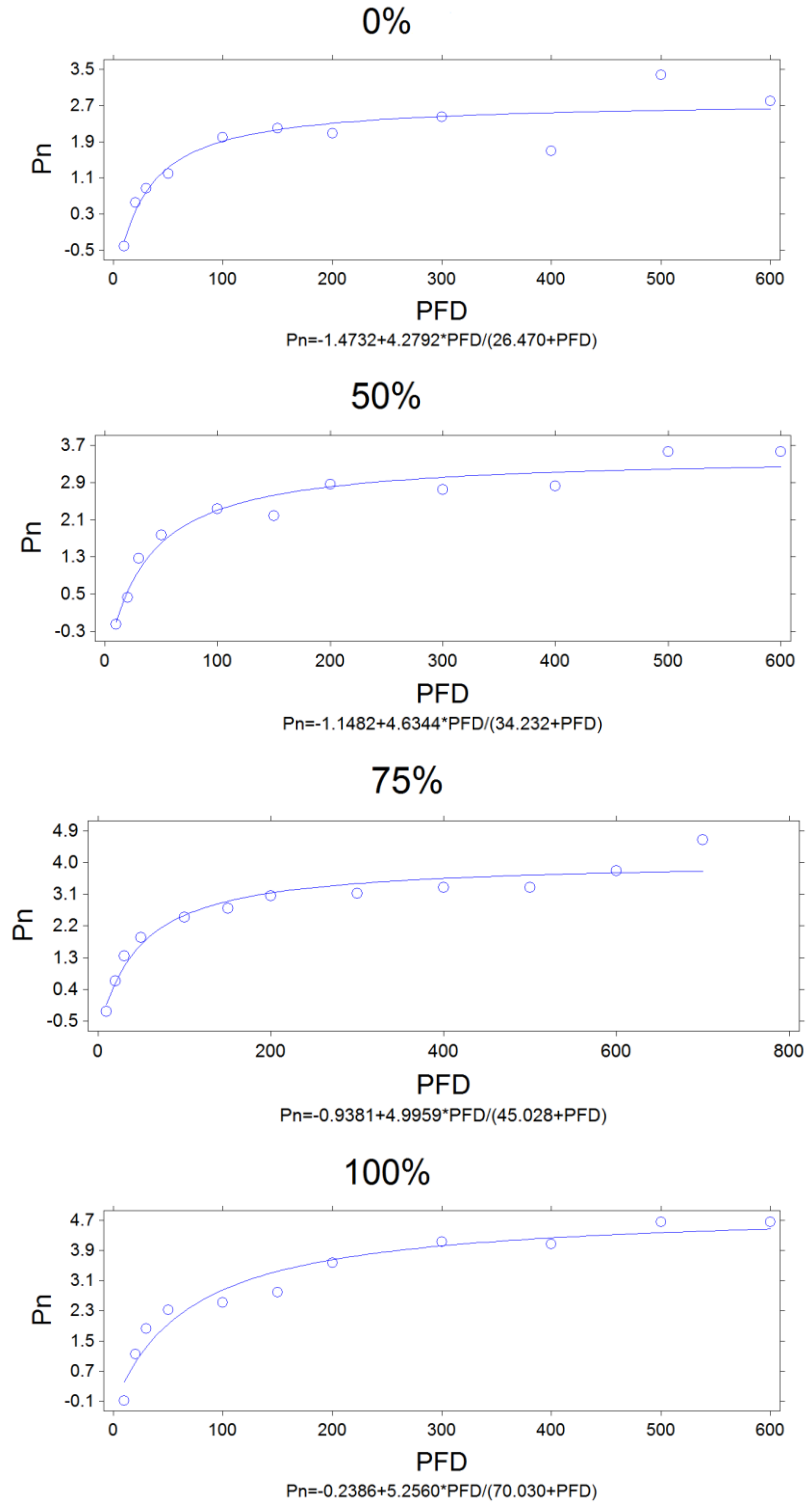 0%
3.5
2.7
1.9
1.1
0.3
-0.5
Pn
0 100 200 300 400 500 600
PFD
Pn=-1.4732+4.2792*PFD/(26.470+PFD)
50%
3.7
2.9
2.1
1.3
0.5
-0.3
Pn
0 100 200 300 400 500 600
PFD
Pn=-1.1482+4.6344*PFD/(34.232+PFD)
75%
4.9
4.0
3.1
2.2
1.3
0.4
-0.5
Pn
0 200 400 600 800
PFD
Pn=-0.9381+4.9959*PFD/(45.028+PFD)
100%
4.7
3.9
3.1
2.3
1.5
0.7
-0.1
Pn
0 100 200 300 400 500 600
PFD
Pn=-0.2386+5.2560*PFD/(70.030+PFD)